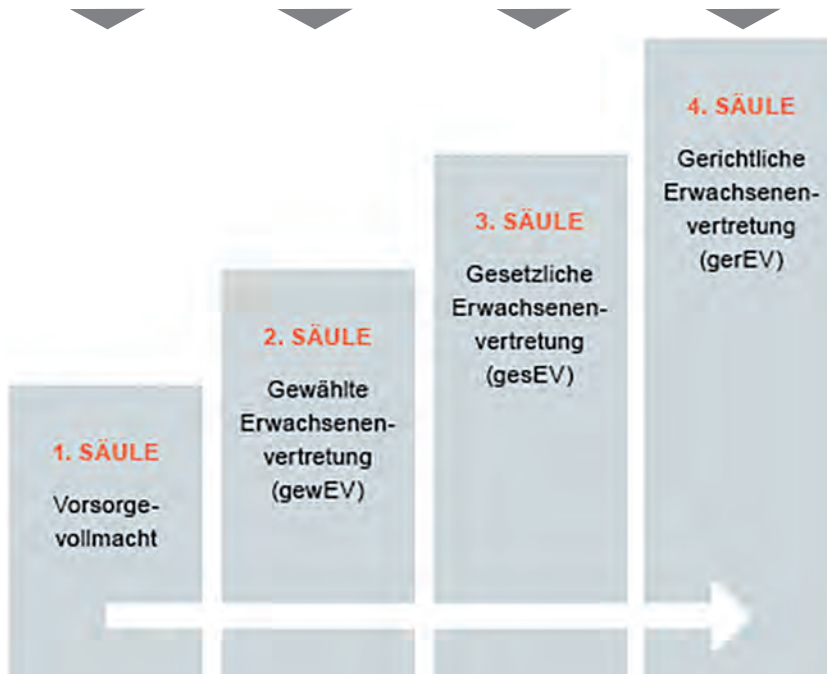 1. SÄULE
Vorsorge-
vollmacht
2. SÄULE
Gewählte
Erwachsenen-
vertretung
(gewEV)
3. SÄULE
Gesetzliche
Erwachsenen-
vertretung
(gesEV)
4. SÄULE
Gerichtliche
Erwachsenen-
vertretung
(gerEV)